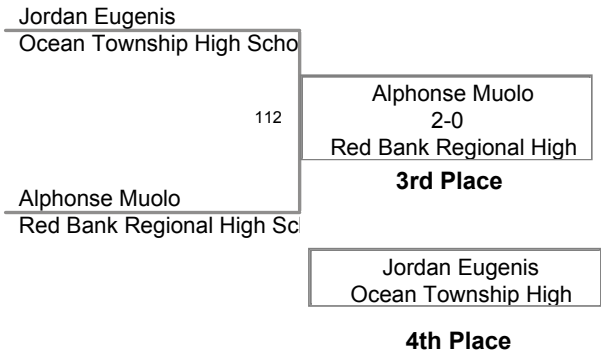 Jordan Eugenis
Ocean Township High Scho
112
Alphonse Muolo
2-0
Red Bank Regional High
3rd Place
Alphonse Muolo
Red Bank Regional High Sc
Jordan Eugenis
Ocean Township High
4th Place